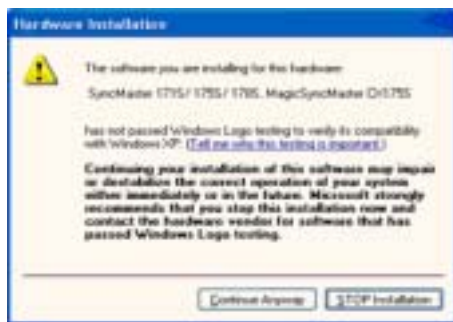 Hardware Installation
The software you are installing for this hardware:
SyncMaster 171S / 175S / 178S, MagicSyncMaster
has not passed Windows Logo testing to verify its compatibility
with Windows XP. (Tell me why this testing is important.)
Continuing your installation of this software may impair
or destabilize the correct operation of your system
either immediately or in the future. Microsoft strongly
recommends that you stop this installation now and
contact the hardware vendor for software that has
passed Windows Logo testing.
Continue Anyway
STOP Installation